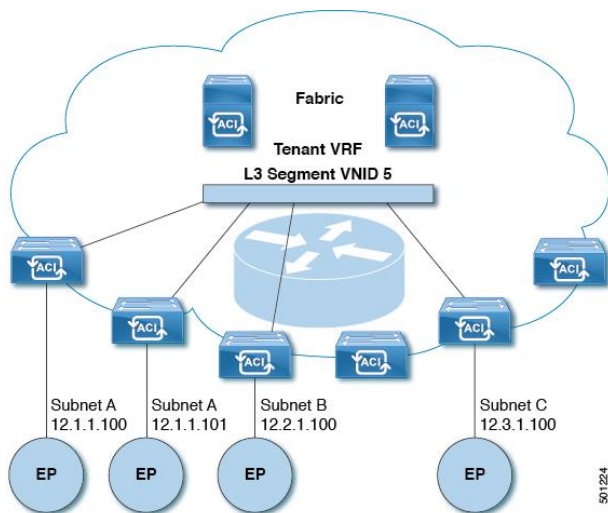 Fabric
ACI
ACI
Tenant VRF
L3 Segment VNID 5
ACI
ACI
ACI
ACI
ACI
ACI
Subnet A
12.1.1.100
Subnet A
12.1.1.101
Subnet B
12.2.1.100
Subnet C
12.3.1.100
EP
EP
EP
EP
501224